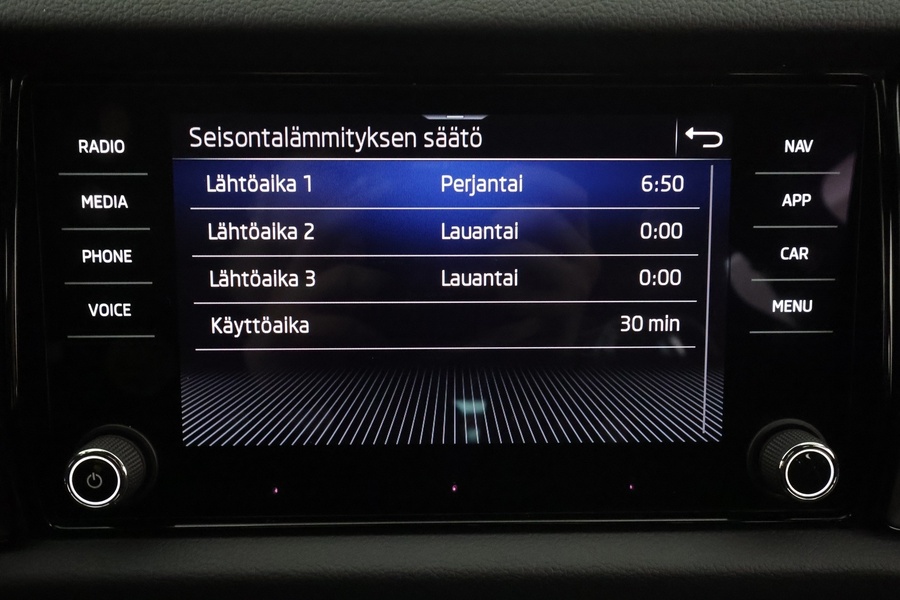 RADIO
MEDIA
PHONE
VOICE
Seisontalämmityksen säätö
Lähtöaika 1 Perjantai 6:50
Lähtöaika 2 Lauantai 0:00
Lähtöaika 3 Lauantai 0:00
Käyttöaika 30 min
NAV
APP
CAR
MENU